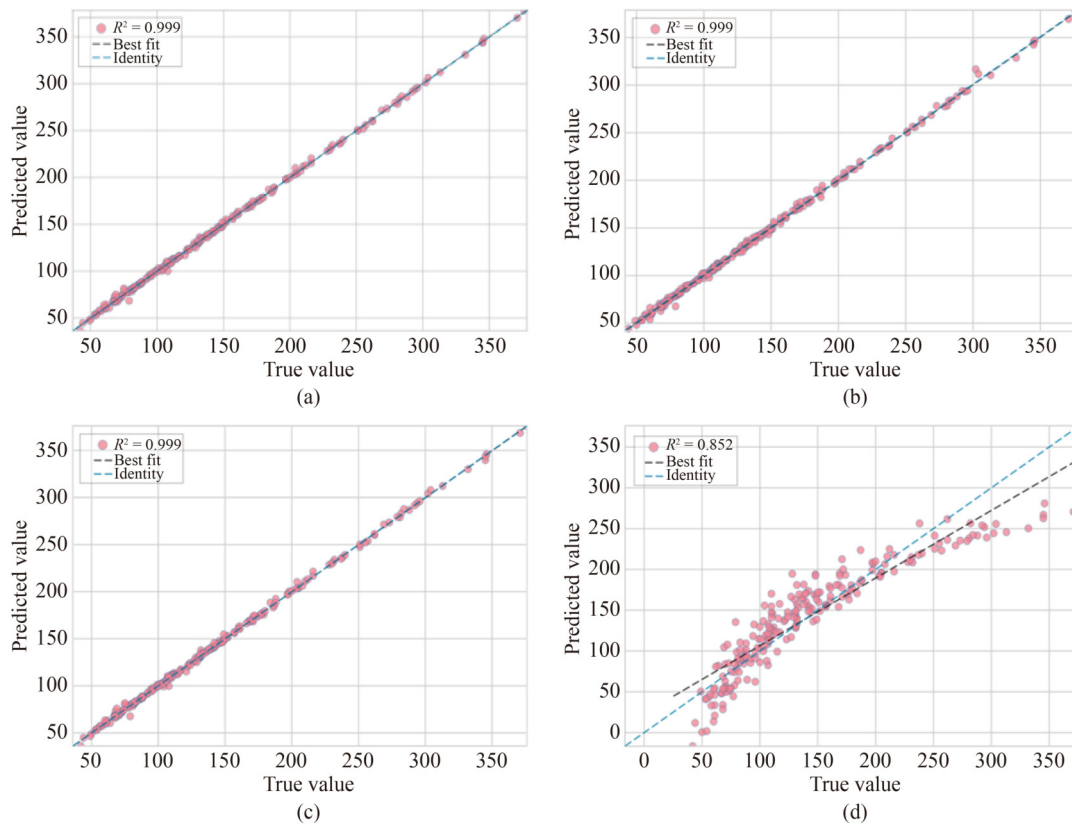 R² = 0.999
Best fit
Identity
350
300
250
200
150
100
50
Predicted value
50 100 150 200 250 300 350
True value
(a)
R² = 0.999
Best fit
Identity
350
300
250
200
150
100
50
Predicted value
50 100 150 200 250 300 350
True value
(b)
R² = 0.999
Best fit
Identity
350
300
250
200
150
100
50
Predicted value
50 100 150 200 250 300 350
True value
(c)
R² = 0.852
Best fit
Identity
350
300
250
200
150
100
50
0
Predicted value
0 50 100 150 200 250 300 350
True value
(d)